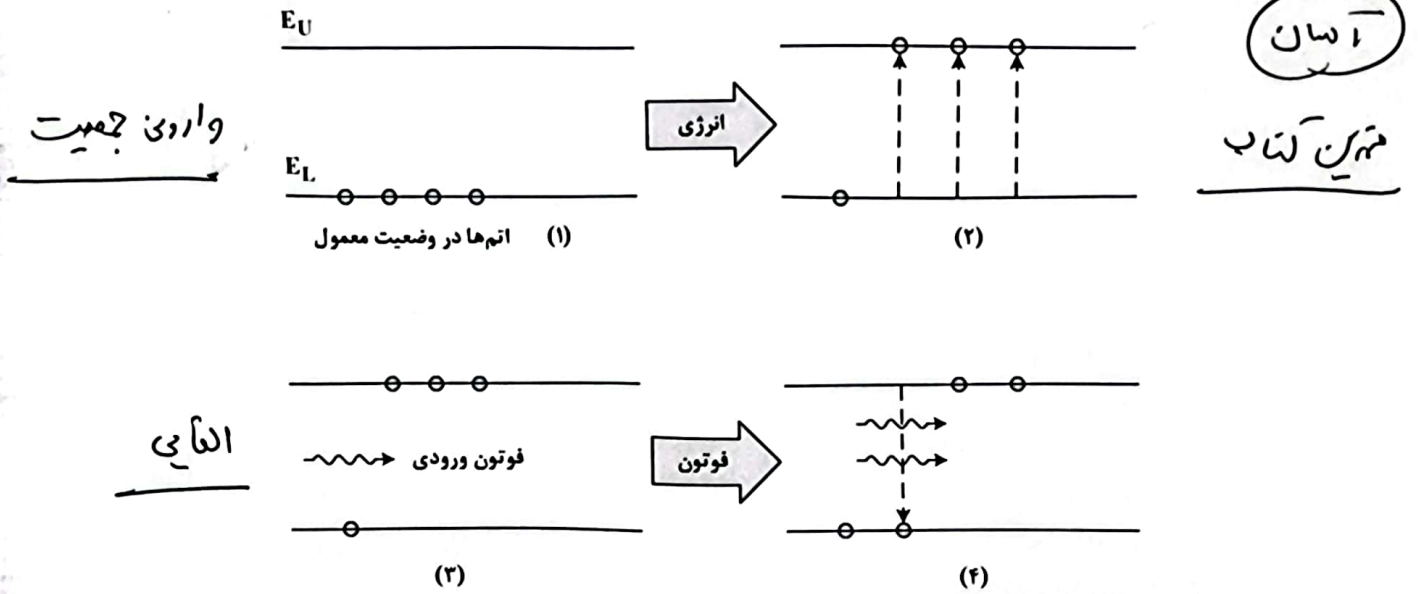 E_U
آسان
انرژی
وارونی جمعیت
تمرین کتاب
E_L
(۱) اتم‌ها در وضعیت معمول
(۲)
القایی
فوتون ورودی
فوتون
(۳)
(۴)